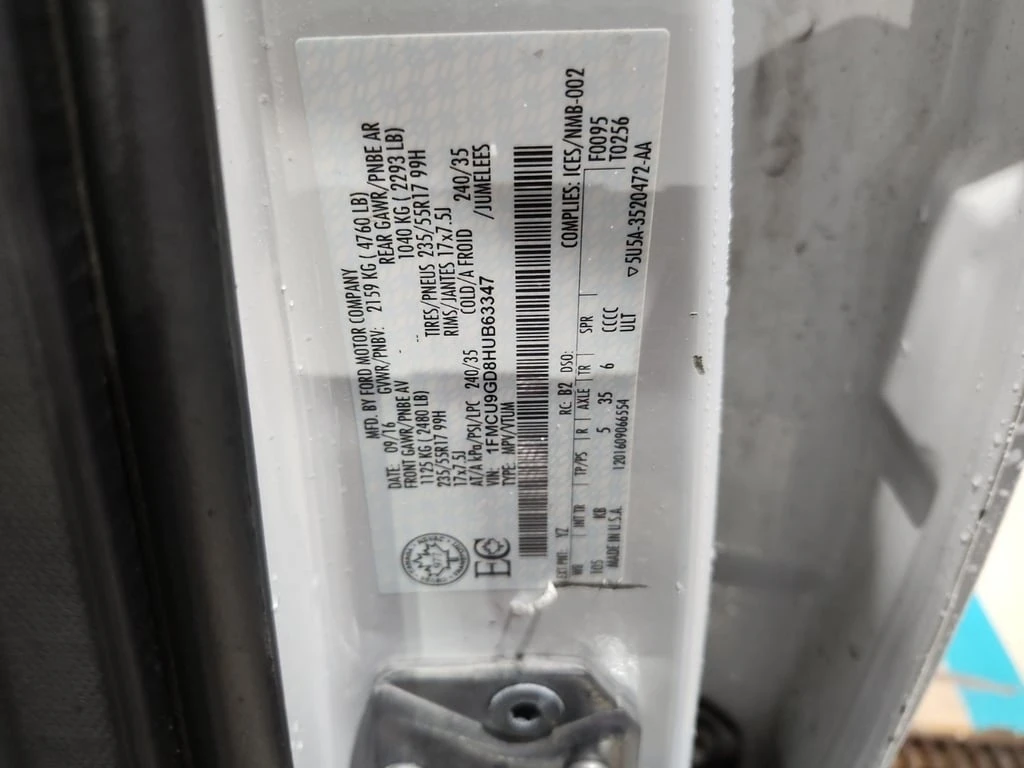 MFD. BY FORD MOTOR COMPANY
DATE: 09/16 GVWR/PNBV: 2159 KG ( 4760 LB)
FRONT GAWR/PNBE AV REAR GAWR/PNBE AR
1125 KG ( 2480 LB) 1040 KG ( 2293 LB)
235/55R17 99H TIRES/PNEUS 235/55R17 99H
17x7.5J RIMS/JANTES 17x7.5J
AT/A kPa/PSI/LPC 240/35 COLD/A FROID 240/35
VIN: 1FMCU9GD8HUB63347 /JUMELEES
TYPE: MPV/VTUM
EC
COMPLIES: ICES/NMB-002
EXT PNT: YZ RC: B2 DSO: F0095
WB INT TR TP/PS R AXLE TR SPR T0256
105 KB 5 35 6 CCCC
ULT
MADE IN U.S.A. 1201609066554 ▽ 5U5A-3520472-AA